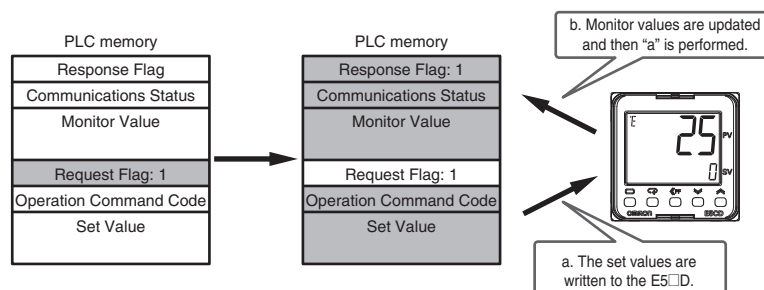 b. Monitor values are updated
and then “a” is performed.
PLC memory
Response Flag
Communications Status
Monitor Value
Request Flag: 1
Operation Command Code
Set Value
PLC memory
Response Flag: 1
Communications Status
Monitor Value
Request Flag: 1
Operation Command Code
Set Value
25
PV
0
SV
OMRON
E5CD
a. The set values are
written to the E5□D.